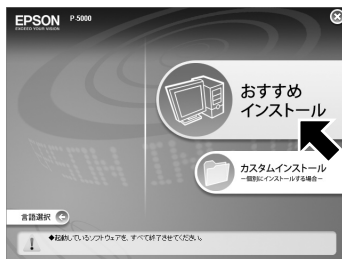 EPSON
EXCEED YOUR VISION
P-5000
おすすめ
インストール
カスタムインストール
－個別にインストールする場合－
言語選択
◆起動しているソフトウェアを、すべて終了させてください。